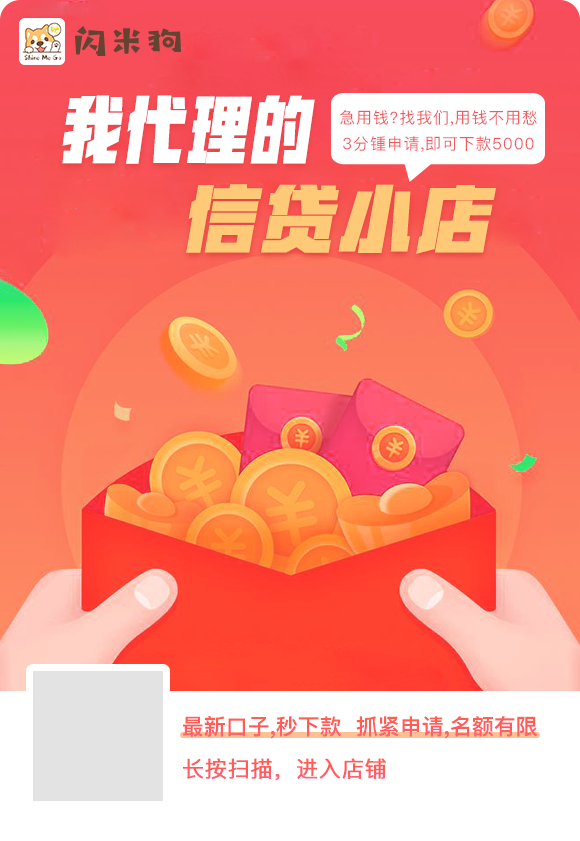 Shine Me Go
闪米狗
我代理的
急用钱?找我们,用钱不用愁
3分锺申请,即可下款5000
信贷小店
最新口子,秒下款 抓紧申请,名额有限
长按扫描，进入店铺